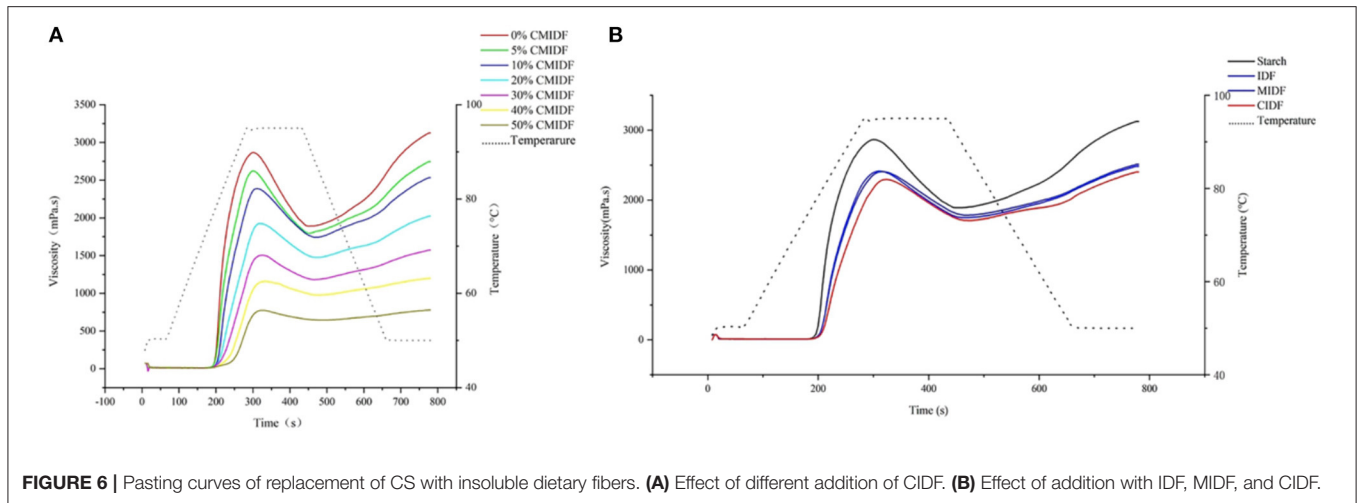 A
0% CMIDF
5% CMIDF
10% CMIDF
20% CMIDF
30% CMIDF
40% CMIDF
50% CMIDF
Temperarure
3500
3000
2500
2000
1500
1000
500
0
Viscosity（mPa.s）
100
80
60
40
Temperature（°C）
-100 0 100 200 300 400 500 600 700 800
Time（s）
B
Starch
IDF
MIDF
CIDF
Temperature
3000
2000
1000
0
Viscosity(mPa.s)
100
80
60
40
Temperature (°C)
0 200 400 600 800
Time (s)
FIGURE 6 | Pasting curves of replacement of CS with insoluble dietary fibers. (A) Effect of different addition of CIDF. (B) Effect of addition with IDF, MIDF, and CIDF.